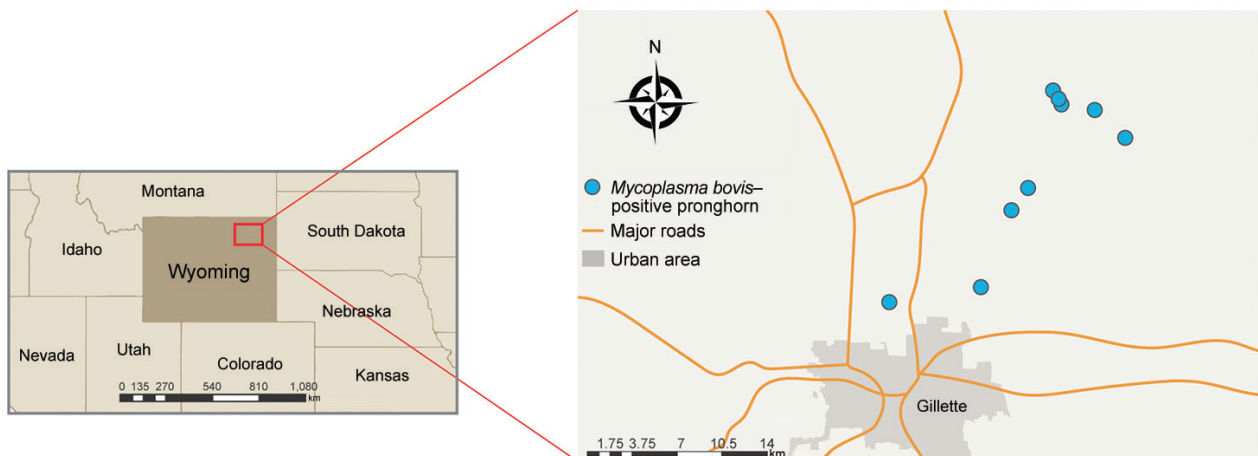 Montana
Idaho
South Dakota
Wyoming
Nebraska
Nevada
Utah
Colorado
Kansas
0 135 270 540 810 1,080
km
N
Mycoplasma bovis–
positive pronghorn
Major roads
Urban area
Gillette
1.75 3.75 7 10.5 14
km